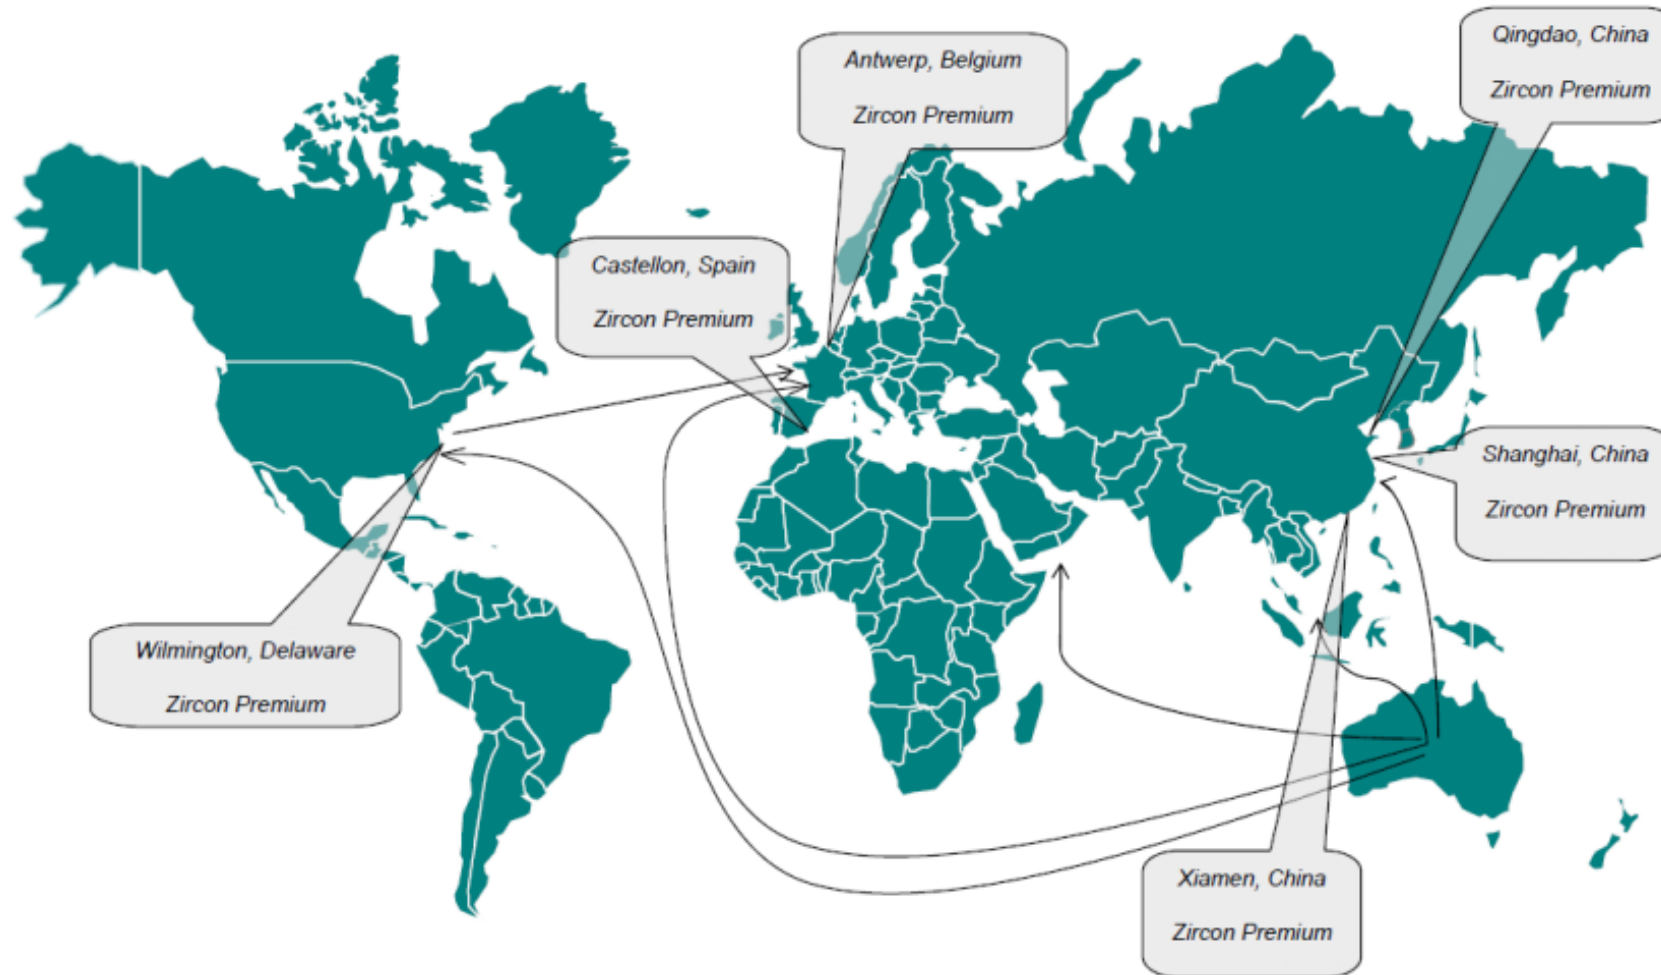 Antwerp, Belgium
Zircon Premium
Qingdao, China
Zircon Premium
Castellon, Spain
Zircon Premium
Shanghai, China
Zircon Premium
Wilmington, Delaware
Zircon Premium
Xiamen, China
Zircon Premium